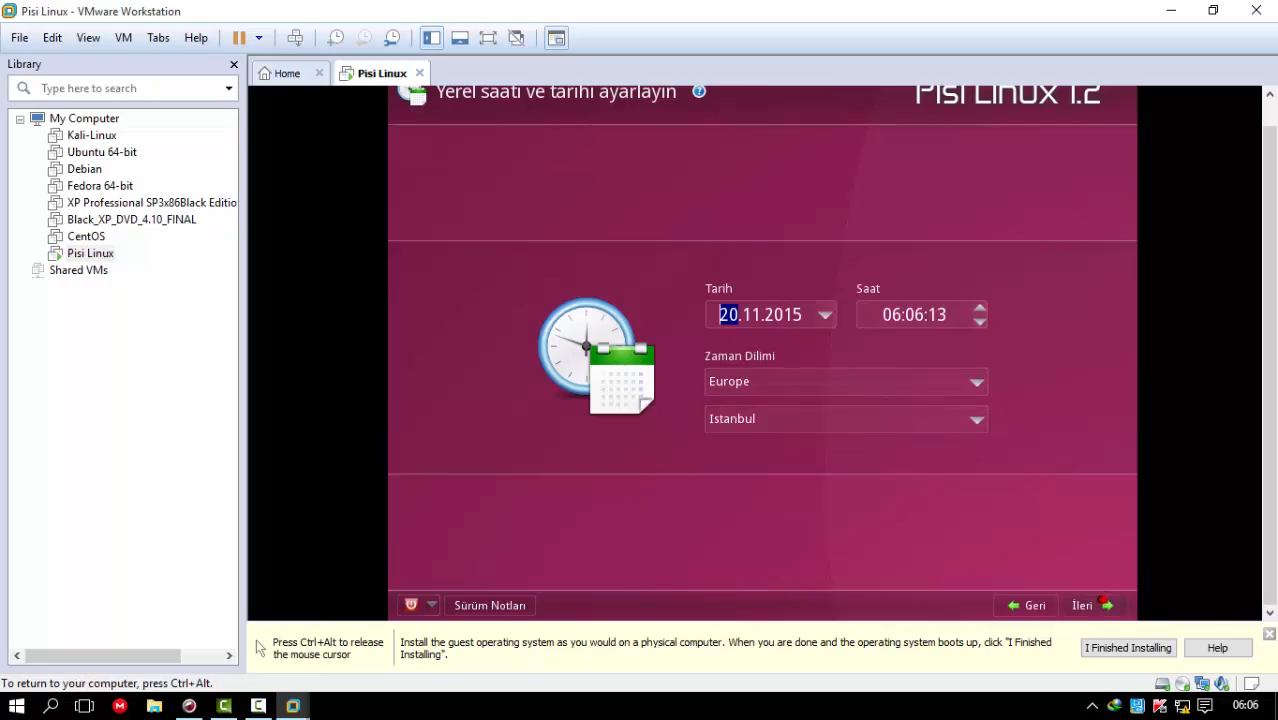 Pisi Linux - VMware Workstation
File Edit View VM Tabs Help
Library
Type here to search
My Computer
Kali-Linux
Ubuntu 64-bit
Debian
Fedora 64-bit
XP Professional SP3x86Black Editio
Black_XP_DVD_4.10_FINAL
CentOS
Pisi Linux
Shared VMs
Home
Pisi Linux
Yerel saati ve tarihi ayarlayın
Pisi Linux 1.2
Tarih
Saat
20.11.2015
06:06:13
Zaman Dilimi
Europe
Istanbul
Sürüm Notları
Geri
İleri
Press Ctrl+Alt to release
the mouse cursor
Install the guest operating system as you would on a physical computer. When you are done and the operating system boots up, click "I Finished
Installing".
I Finished Installing
Help
To return to your computer, press Ctrl+Alt.
06:06